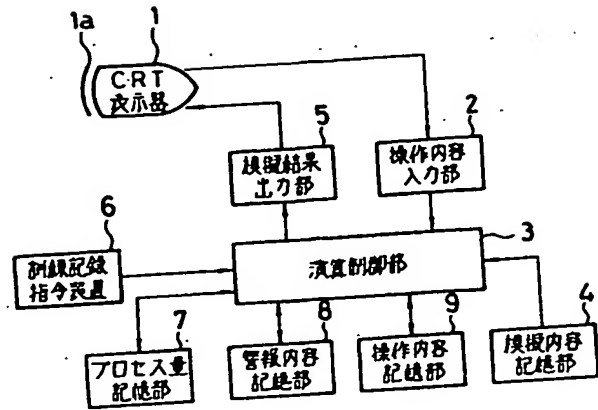 1a
1
CRT
表示器
5
模擬結果
出力部
2
操作内容
入力部
6
訓練記録
指令装置
3
演算制御部
7
プロセス量
記憶部
8
警報内容
記憶部
9
操作内容
記憶部
4
模擬内容
記憶部